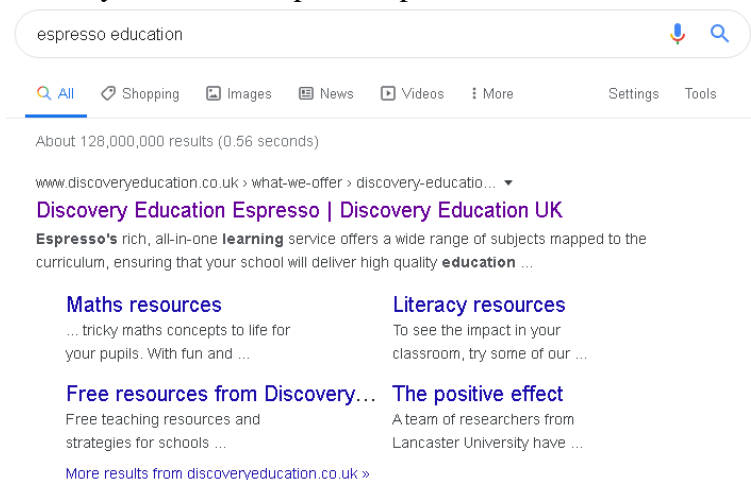 espresso education
All Shopping Images News Videos More Settings Tools
About 128,000,000 results (0.56 seconds)
www.discoveryeducation.co.uk › what-we-offer › discovery-educatio...
Discovery Education Espresso | Discovery Education UK
Espresso's rich, all-in-one learning service offers a wide range of subjects mapped to the
curriculum, ensuring that your school will deliver high quality education ...
Maths resources
... tricky maths concepts to life for
your pupils. With fun and ...
Literacy resources
To see the impact in your
classroom, try some of our ...
Free resources from Discovery...
Free teaching resources and
strategies for schools ...
The positive effect
A team of researchers from
Lancaster University have ...
More results from discoveryeducation.co.uk »